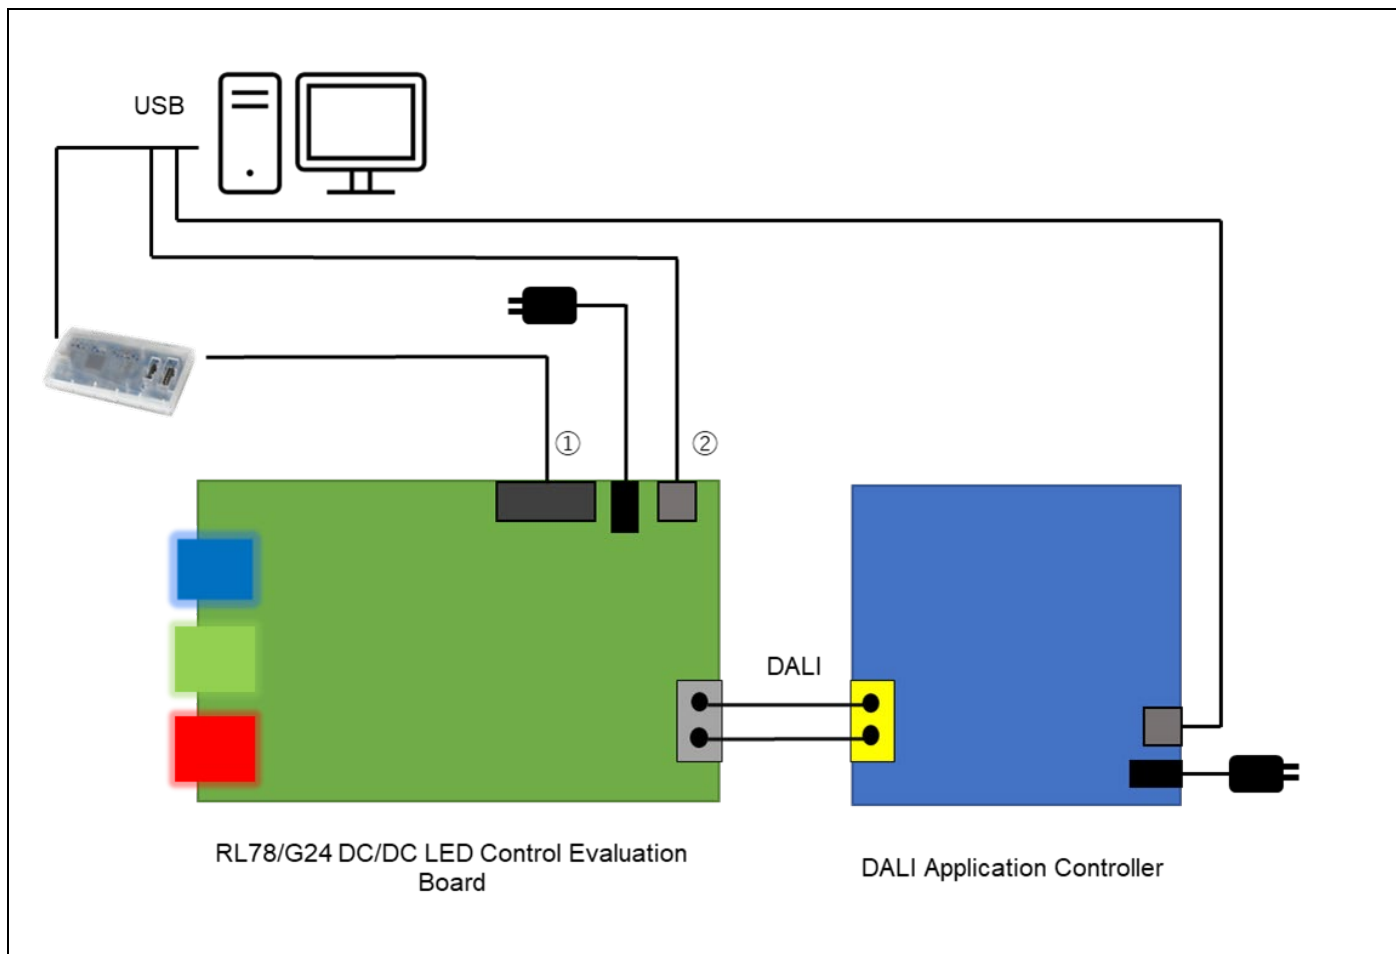 USB
①
②
DALI
RL78/G24 DC/DC LED Control Evaluation
Board
DALI Application Controller